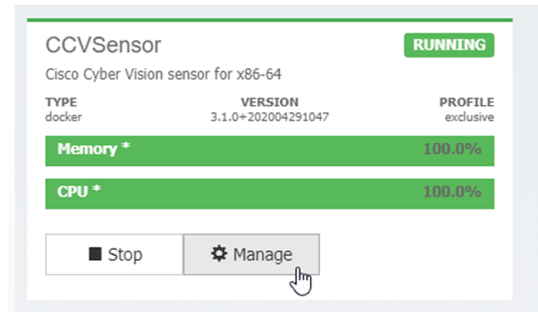 CCVSensor RUNNING
Cisco Cyber Vision sensor for x86-64
TYPE VERSION PROFILE
docker 3.1.0+202004291047 exclusive
Memory * 100.0%
CPU * 100.0%
Stop Manage